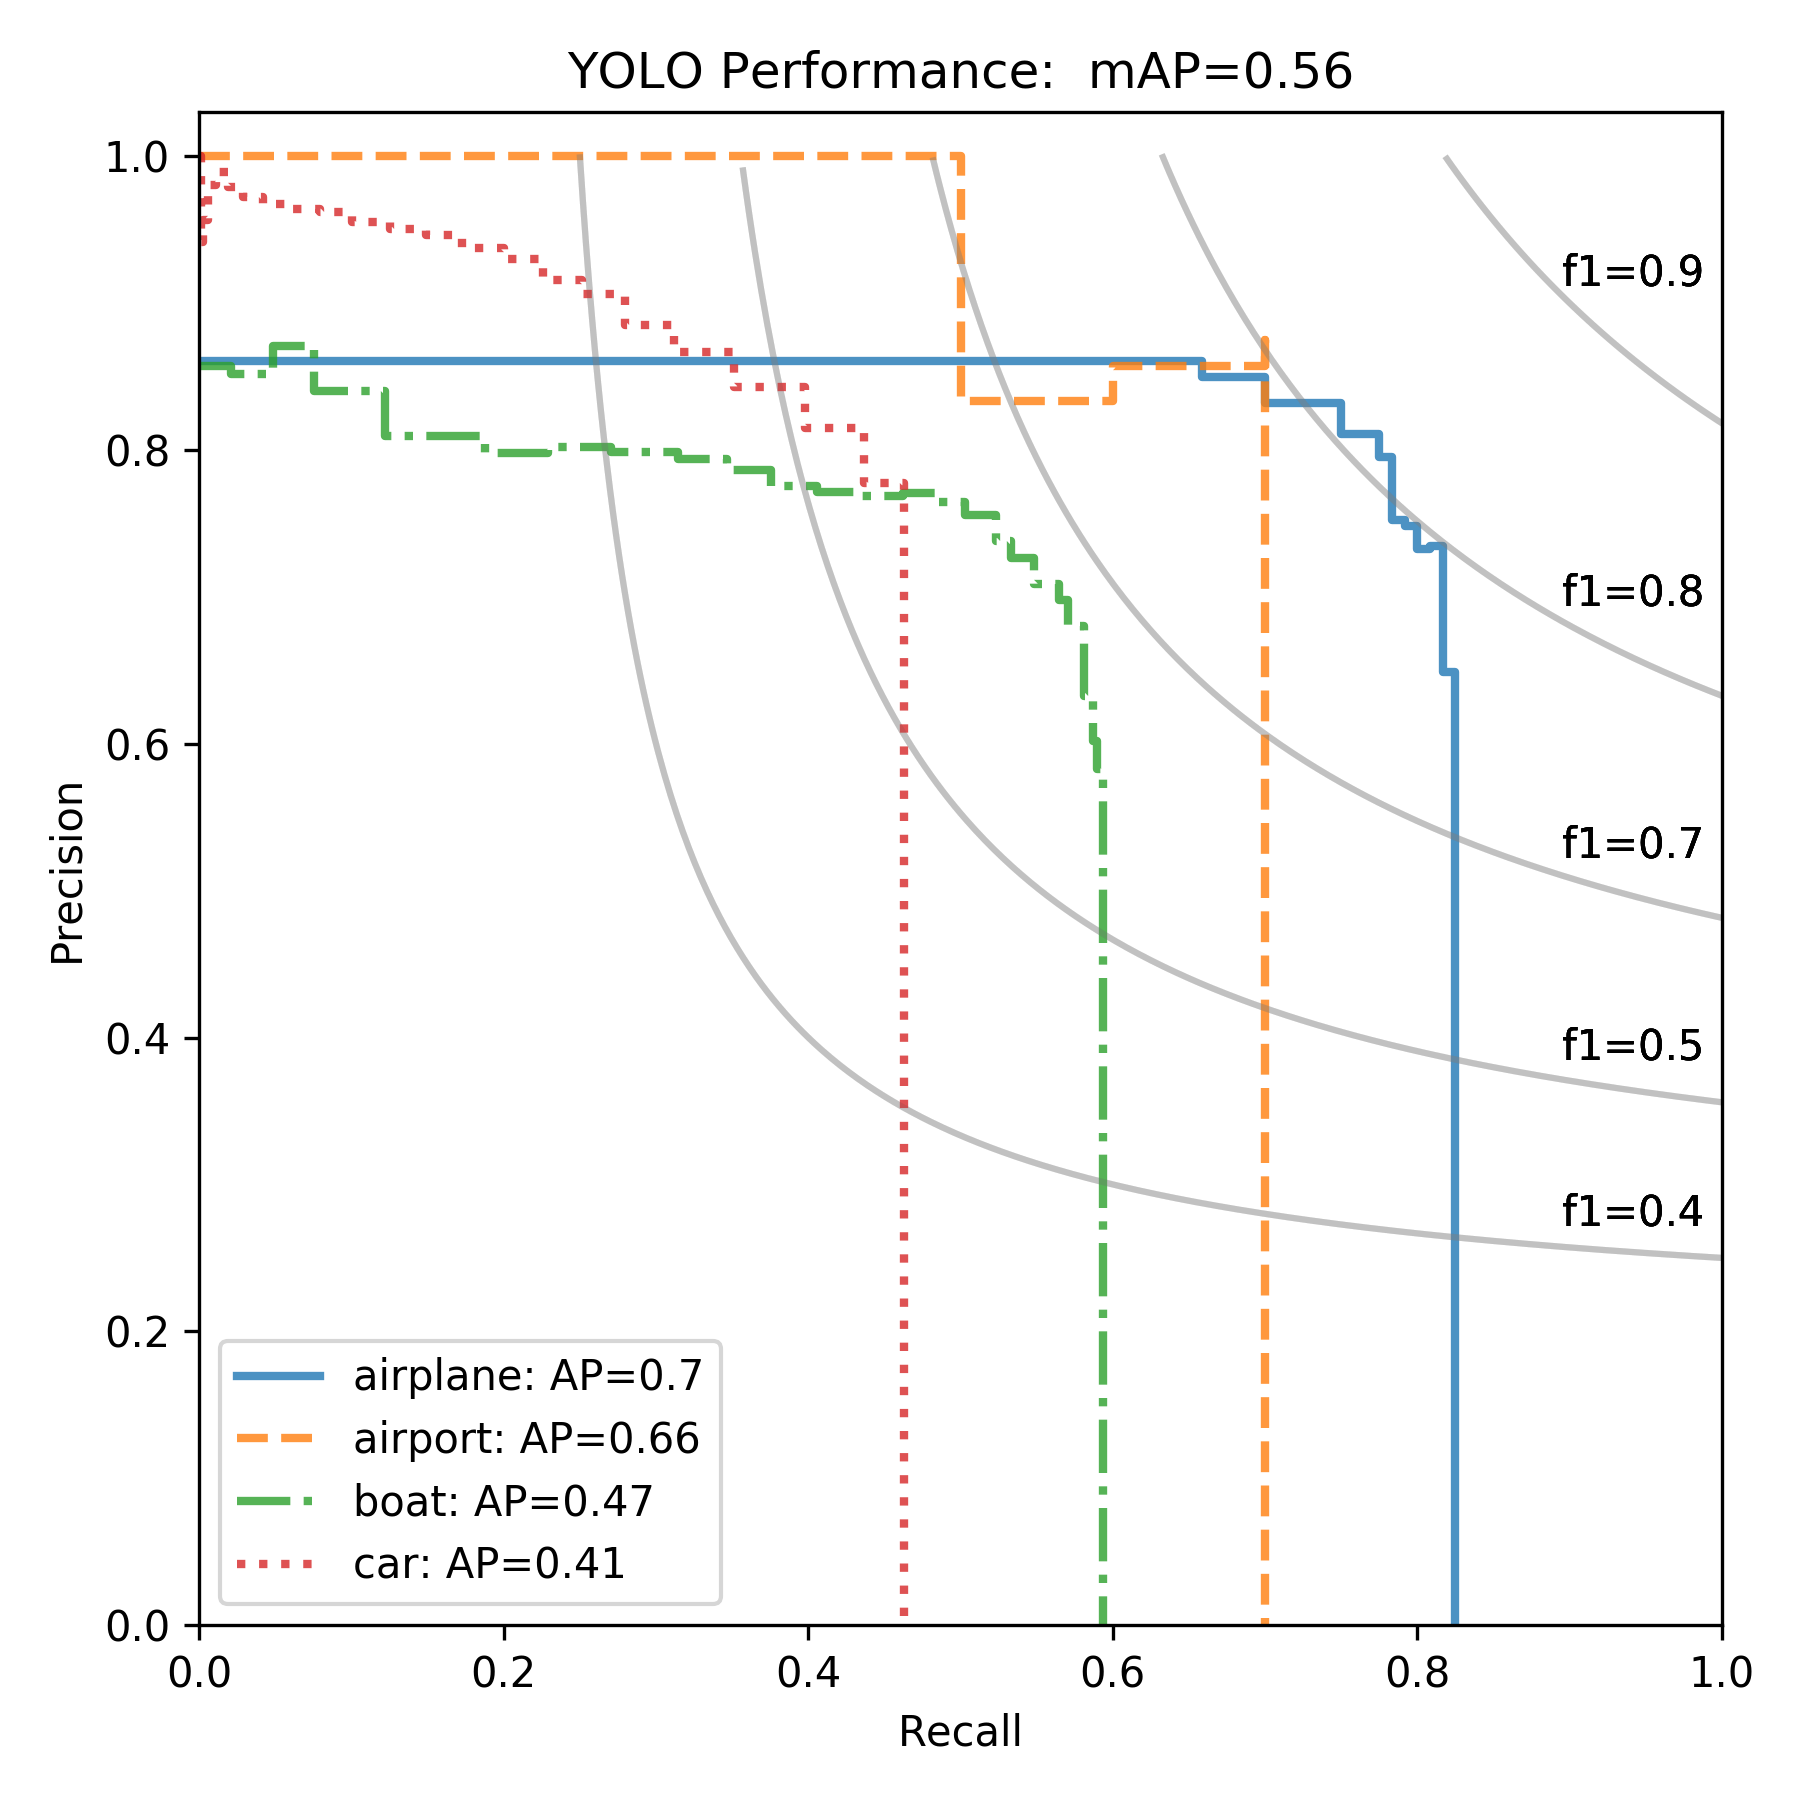 YOLO Performance:  mAP=0.56
1.0
0.8
0.6
0.4
0.2
0.0
Precision
f1=0.9
f1=0.8
f1=0.7
f1=0.5
f1=0.4
airplane: AP=0.7
airport: AP=0.66
boat: AP=0.47
car: AP=0.41
0.0 0.2 0.4 0.6 0.8 1.0
Recall